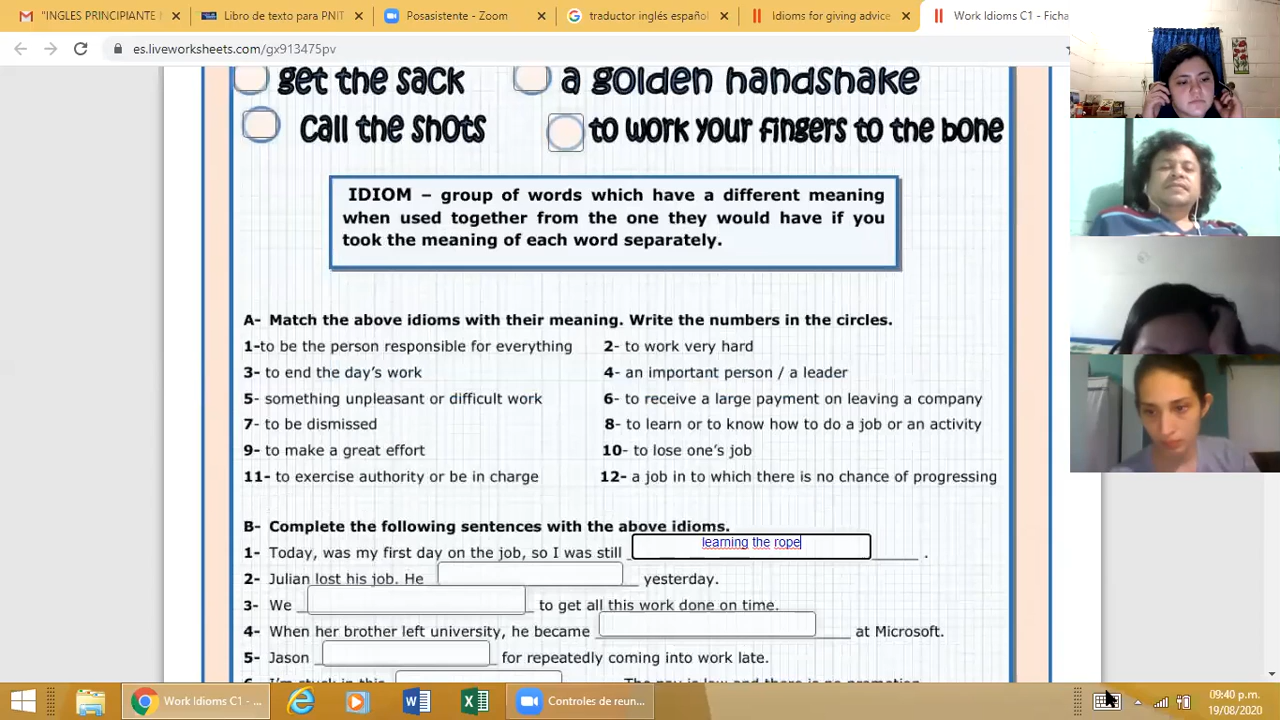 "INGLES PRINCIPIANTE
Libro de texto para PNIT
Posasistente - Zoom
traductor inglés español
Idioms for giving advice
Work Idioms C1 - Ficha
es.liveworksheets.com/gx913475pv
get the sack
a golden handshake
call the shots
to work your fingers to the bone
IDIOM – group of words which have a different meaning
when used together from the one they would have if you
took the meaning of each word separately.
A- Match the above idioms with their meaning. Write the numbers in the circles.
1-to be the person responsible for everything
2- to work very hard
3- to end the day's work
4- an important person / a leader
5- something unpleasant or difficult work
6- to receive a large payment on leaving a company
7- to be dismissed
8- to learn or to know how to do a job or an activity
9- to make a great effort
10- to lose one's job
11- to exercise authority or be in charge
12- a job in to which there is no chance of progressing
B- Complete the following sentences with the above idioms.
1- Today, was my first day on the job, so I was still learning the rope .
2- Julian lost his job. He yesterday.
3- We to get all this work done on time.
4- When her brother left university, he became at Microsoft.
5- Jason for repeatedly coming into work late.
Work Idioms C1 - ...
Controles de reun...
09:40 p.m.
19/08/2020